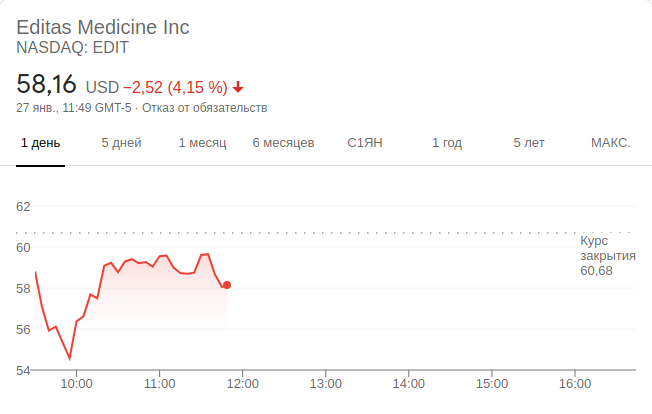 Editas Medicine Inc
NASDAQ: EDIT
58,16 USD −2,52 (4,15 %)
27 янв., 11:49 GMT-5 · Отказ от обязательств
1 день 5 дней 1 месяц 6 месяцев С1ЯН 1 год 5 лет МАКС.
62
60
58
56
54
Курс
закрытия
60,68
10:00 11:00 12:00 13:00 14:00 15:00 16:00